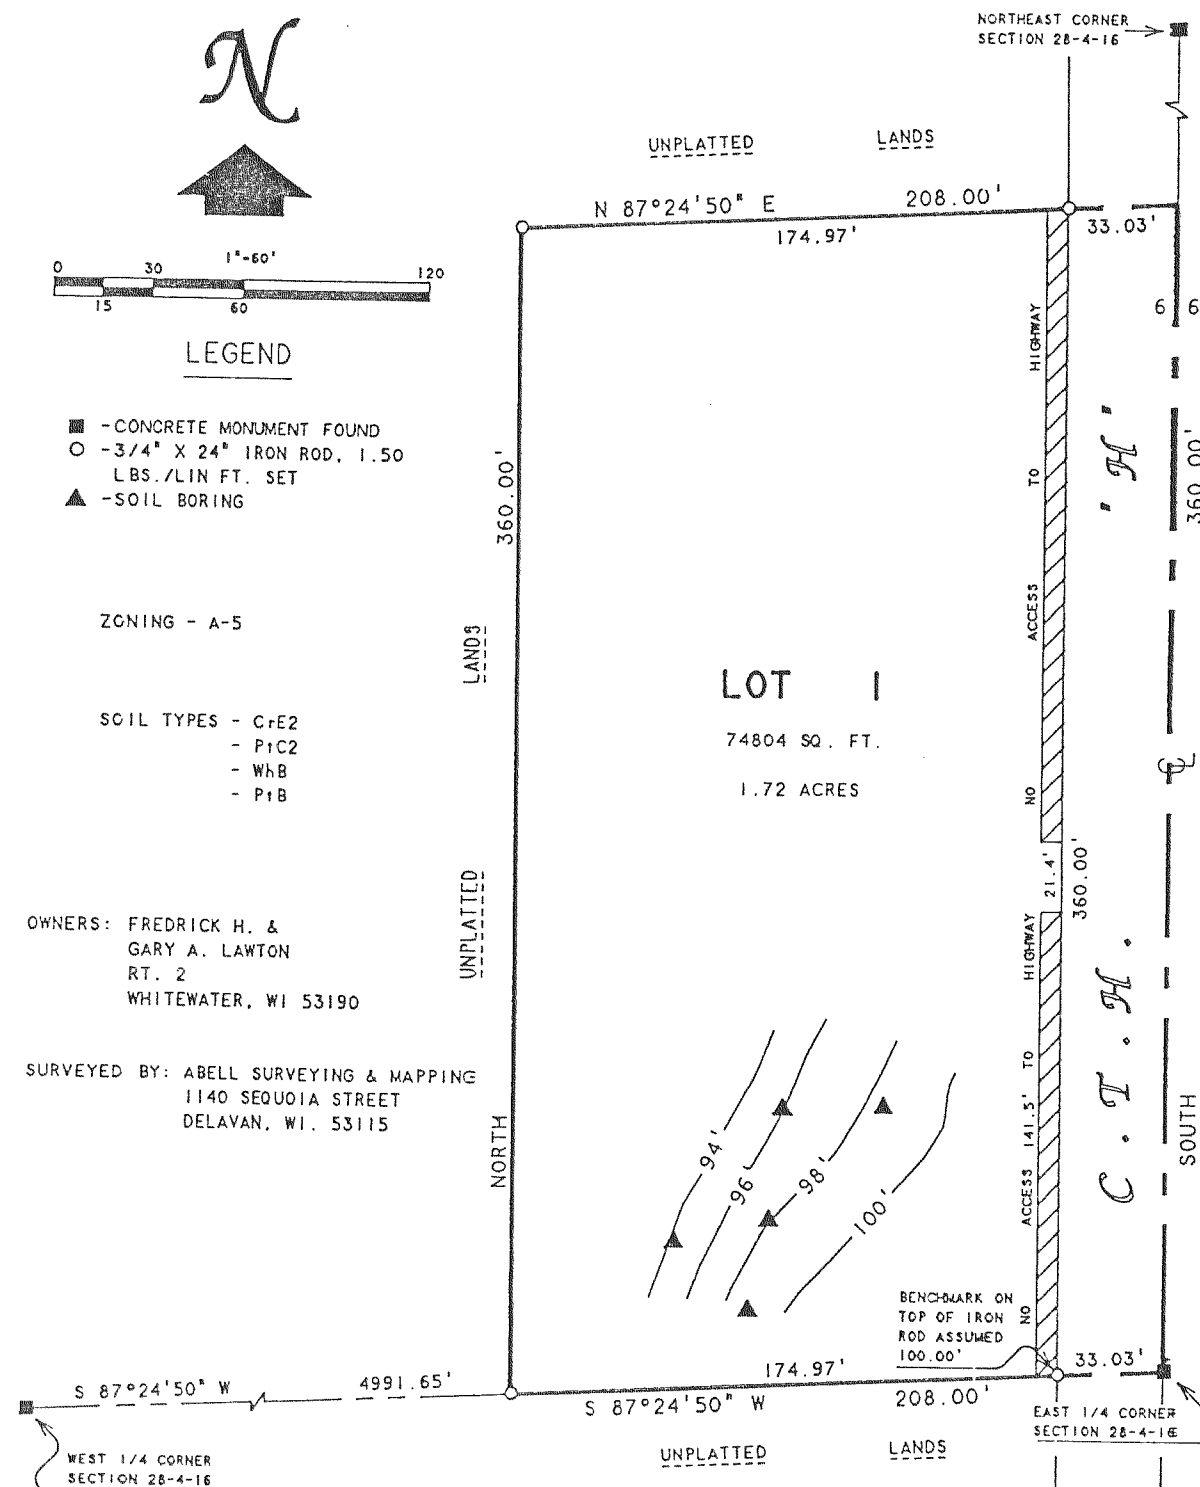 NORTHEAST CORNER
SECTION 28-4-16
N
UNPLATTED LANDS
N 87°24'50" E 208.00'
174.97'
33.03'
1"-60'
0 30 120
15 60
6 6
LEGEND
-CONCRETE MONUMENT FOUND
-3/4" X 24" IRON ROD, 1.50
LBS./LIN FT. SET
-SOIL BORING
ZONING - A-5
SOIL TYPES - CrE2
- PtC2
- WhB
- PtB
OWNERS: FREDRICK H. &
GARY A. LAWTON
RT. 2
WHITEWATER, WI 53190
SURVEYED BY: ABELL SURVEYING & MAPPING
1140 SEQUOIA STREET
DELAVAN, WI. 53115
UNPLATTED LANDS
NORTH 360.00'
LOT 1
74804 SQ. FT.
1.72 ACRES
NO ACCESS TO HIGHWAY
21.4'
360.00'
NO ACCESS 141.5' TO HIGHWAY
C.T.H. 'H'
CL
SOUTH 360.00'
94'
96'
98'
100'
BENCHMARK ON
TOP OF IRON
ROD ASSUMED
100.00'
174.97'
33.03'
S 87°24'50" W 4991.65'
S 87°24'50" W 208.00'
EAST 1/4 CORNER
SECTION 28-4-16
WEST 1/4 CORNER
SECTION 28-4-16
UNPLATTED LANDS